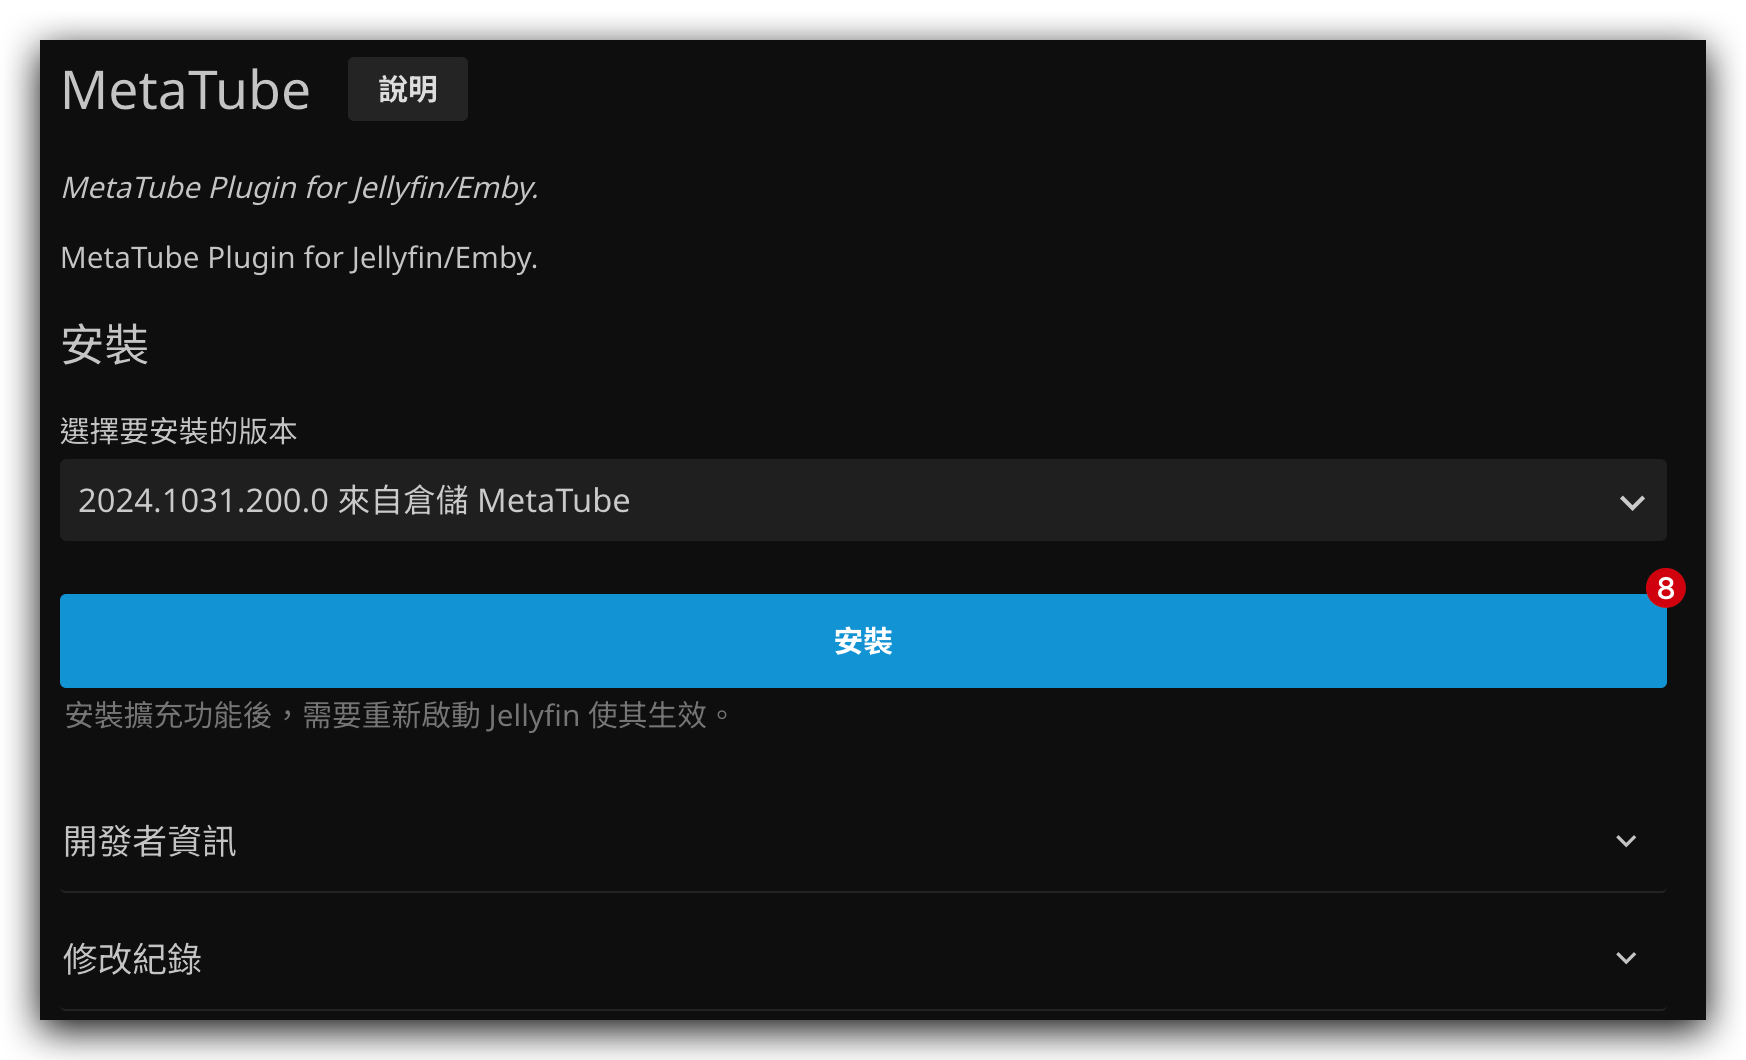 MetaTube
說明
MetaTube Plugin for Jellyfin/Emby.
MetaTube Plugin for Jellyfin/Emby.
安裝
選擇要安裝的版本
2024.1031.200.0 來自倉儲 MetaTube
8
安裝
安裝擴充功能後，需要重新啟動 Jellyfin 使其生效。
開發者資訊
修改紀錄